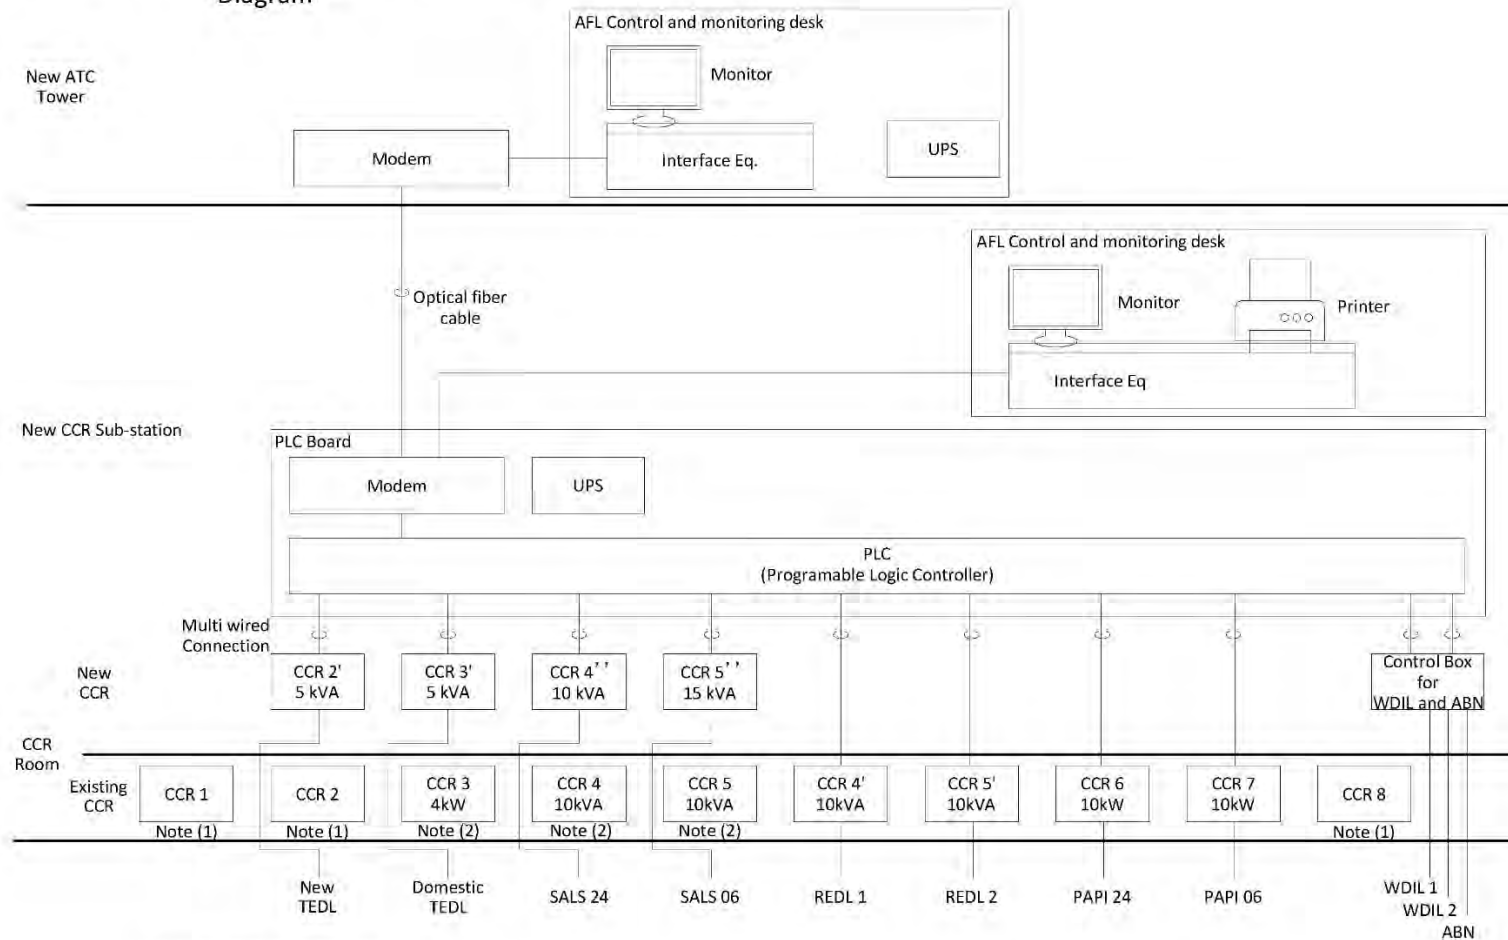 Diagram
AFL Control and monitoring desk
New ATC
Tower
Monitor
Modem
Interface Eq.
UPS
AFL Control and monitoring desk
Optical fiber
cable
Monitor
Printer
Interface Eq
New CCR Sub-station
PLC Board
Modem
UPS
PLC
(Programable Logic Controller)
Multi wired
Connection
New
CCR
CCR 2'
5 kVA
CCR 3'
5 kVA
CCR 4’’
10 kVA
CCR 5’’
15 kVA
Control Box
for
WDIL and ABN
CCR
Room
Existing
CCR
CCR 1
CCR 2
CCR 3
4kW
CCR 4
10kVA
CCR 5
10kVA
CCR 4'
10kVA
CCR 5'
10kVA
CCR 6
10kW
CCR 7
10kW
CCR 8
Note (1)
Note (1)
Note (2)
Note (2)
Note (2)
Note (1)
New
TEDL
Domestic
TEDL
SALS 24
SALS 06
REDL 1
REDL 2
PAPI 24
PAPI 06
WDIL 1
WDIL 2
ABN